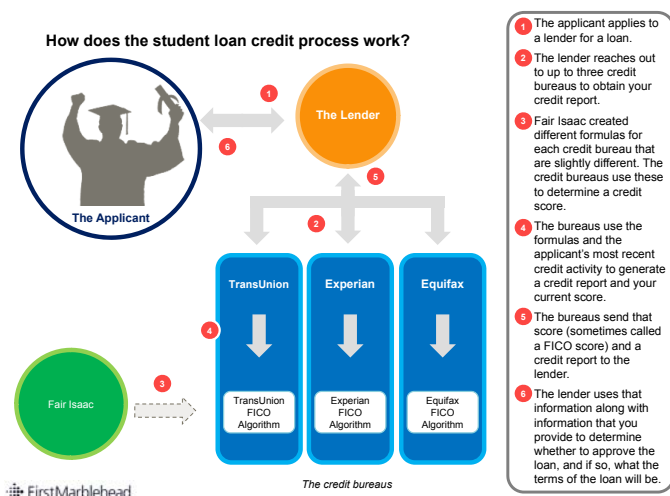 How does the student loan credit process work?
1
The Lender
6
5
The Applicant
2
TransUnion
Experian
Equifax
4
3
Fair Isaac
TransUnion
FICO
Algorithm
Experian
FICO
Algorithm
Equifax
FICO
Algorithm
The credit bureaus
FirstMarblehead
1 The applicant applies to
a lender for a loan.
2 The lender reaches out
to up to three credit
bureaus to obtain your
credit report.
3 Fair Isaac created
different formulas for
each credit bureau that
are slightly different. The
credit bureaus use these
to determine a credit
score.
4 The bureaus use the
formulas and the
applicant's most recent
credit activity to generate
a credit report and your
current score.
5 The bureaus send that
score (sometimes called
a FICO score) and a
credit report to the
lender.
6 The lender uses that
information along with
information that you
provide to determine
whether to approve the
loan, and if so, what the
terms of the loan will be.